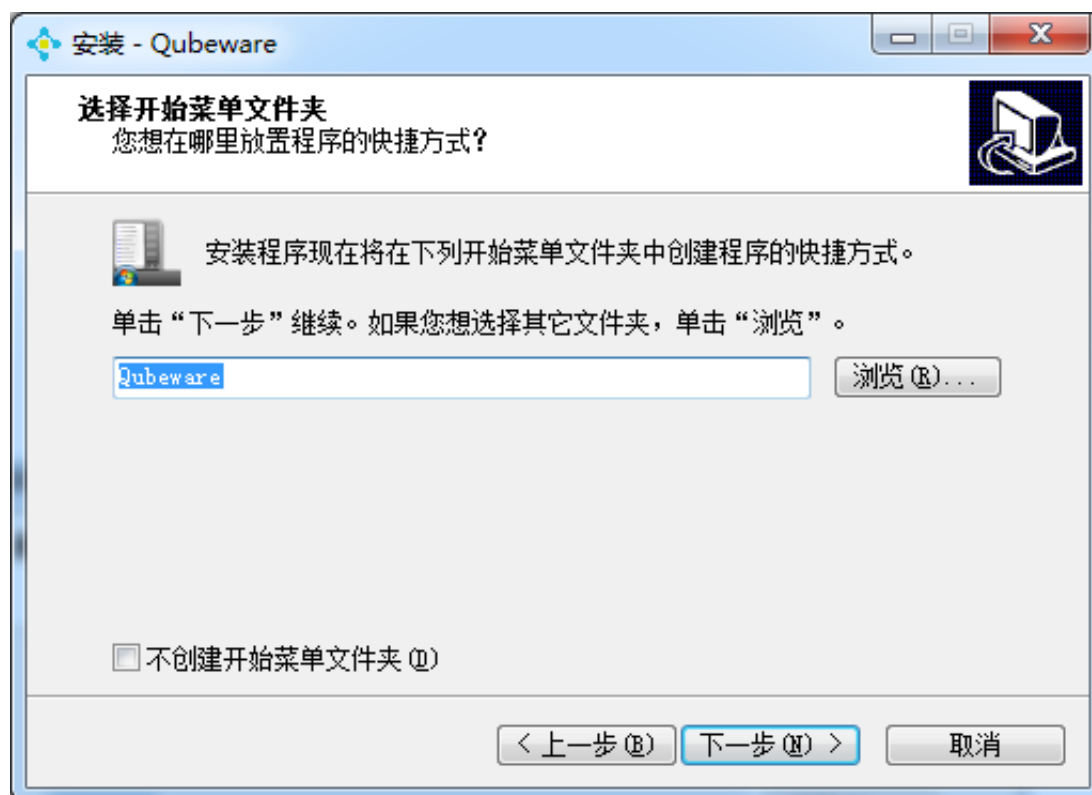 安装 - Qubeware
选择开始菜单文件夹
您想在哪里放置程序的快捷方式?
安装程序现在将在下列开始菜单文件夹中创建程序的快捷方式。
单击“下一步”继续。如果您想选择其它文件夹，单击“浏览”。
Qubeware
浏览(R)...
不创建开始菜单文件夹(D)
< 上一步(B)
下一步(N) >
取消